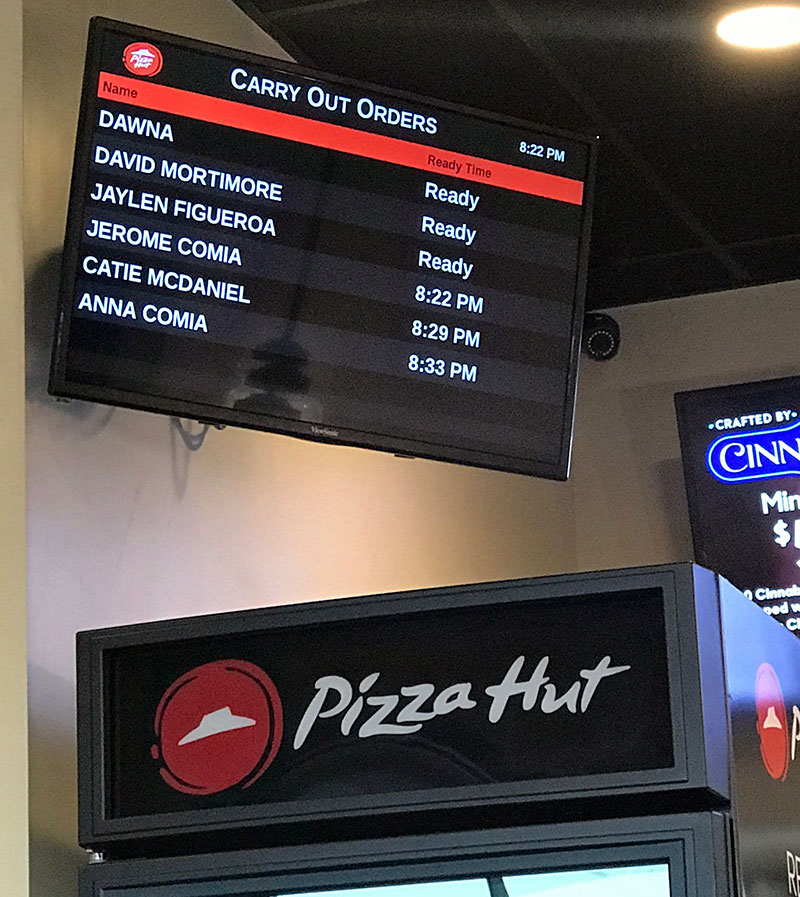 Pizza Hut
CARRY OUT ORDERS
8:22 PM
Name Ready Time
DAWNA Ready
DAVID MORTIMORE Ready
JAYLEN FIGUEROA Ready
JEROME COMIA 8:22 PM
CATIE MCDANIEL 8:29 PM
ANNA COMIA 8:33 PM
ViewSonic
•CRAFTED BY•
CINN
Min
$
Pizza Hut